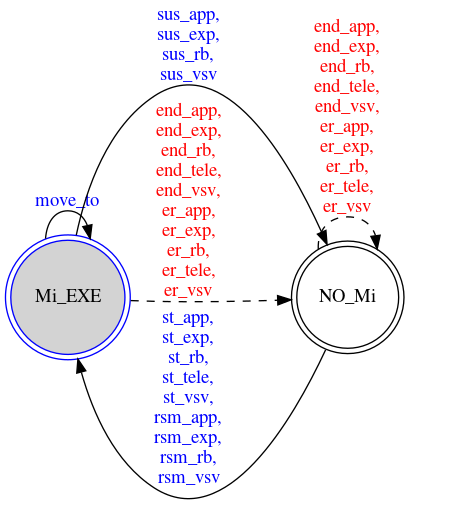 sus_app,
sus_exp,
sus_rb,
sus_vsv
end_app,
end_exp,
end_rb,
end_tele,
end_vsv,
er_app,
er_exp,
er_rb,
er_tele,
er_vsv
end_app,
end_exp,
end_rb,
end_tele,
end_vsv,
er_app,
er_exp,
er_rb,
er_tele,
er_vsv
move_to
Mi_EXE
NO_Mi
st_app,
st_exp,
st_rb,
st_tele,
st_vsv,
rsm_app,
rsm_exp,
rsm_rb,
rsm_vsv